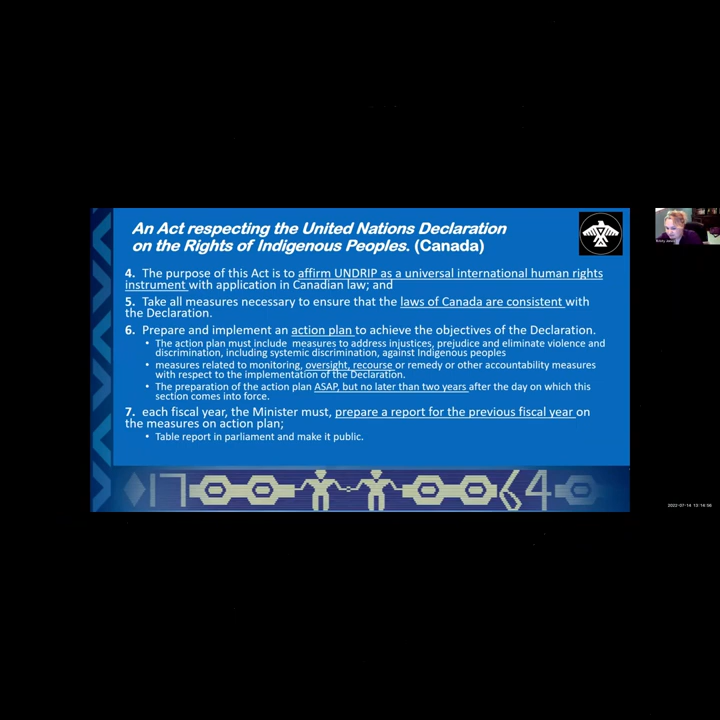 An Act respecting the United Nations Declaration
on the Rights of Indigenous Peoples. (Canada)
4. The purpose of this Act is to affirm UNDRIP as a universal international human rights
instrument with application in Canadian law; and
5. Take all measures necessary to ensure that the laws of Canada are consistent with
the Declaration.
6. Prepare and implement an action plan to achieve the objectives of the Declaration.
• The action plan must include measures to address injustices, prejudice and eliminate violence and
discrimination, including systemic discrimination, against Indigenous peoples
• measures related to monitoring, oversight, recourse or remedy or other accountability measures
with respect to the implementation of the Declaration.
• The preparation of the action plan ASAP, but no later than two years after the day on which this
section comes into force.
7. each fiscal year, the Minister must, prepare a report for the previous fiscal year on
the measures on action plan;
• Table report in parliament and make it public.
17 64
2022-07-14 13:14:56